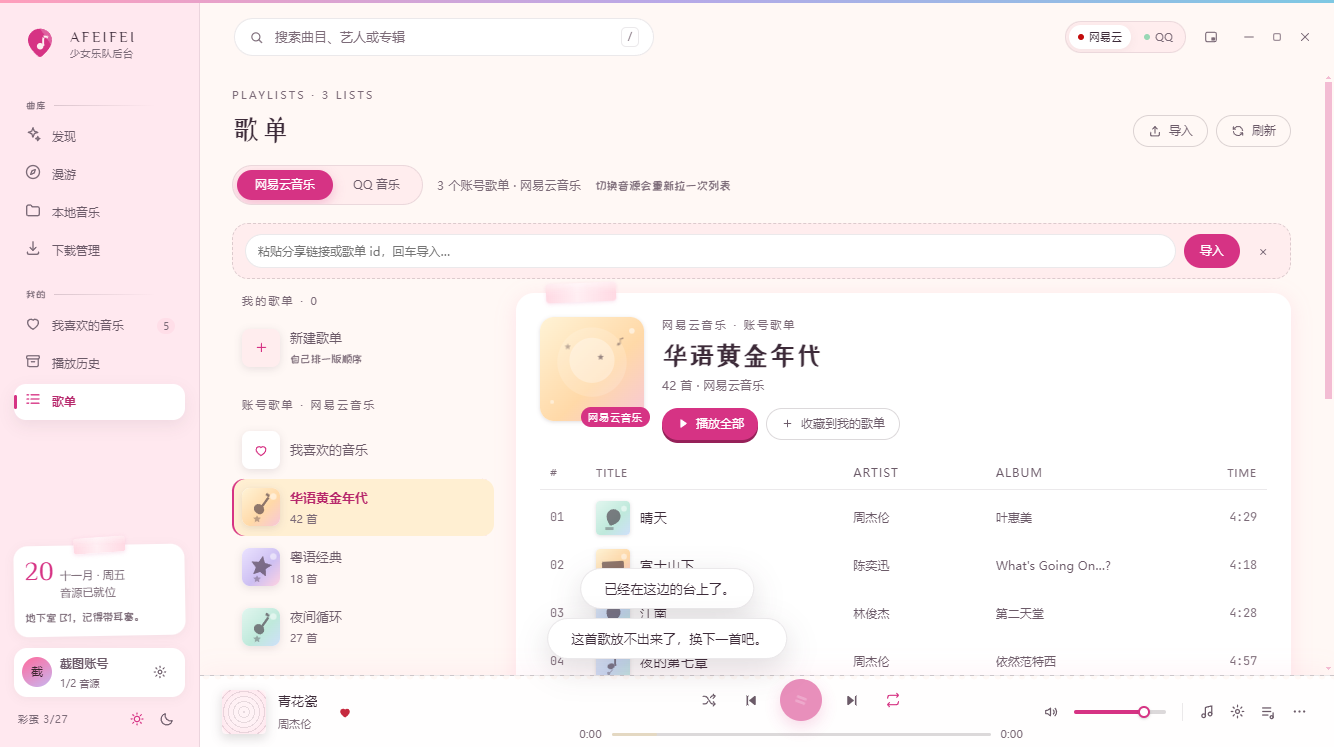 AFEIFEI
少女乐队后台
搜索曲目、艺人或专辑
/
网易云
QQ
曲库
发现
漫游
本地音乐
下载管理
我的
我喜欢的音乐
5
播放历史
歌单
20
十一月 · 周五
音源已就位
地下室 B1，记得带耳塞。
截
截图账号
1/2 音源
彩蛋 3/27
PLAYLISTS · 3 LISTS
歌单
导入
刷新
网易云音乐
QQ 音乐
3 个账号歌单 · 网易云音乐
切换音源会重新拉一次列表
粘贴分享链接或歌单 id，回车导入...
导入
我的歌单 · 0
新建歌单
自己排一版顺序
账号歌单 · 网易云音乐
我喜欢的音乐
华语黄金年代
42 首
粤语经典
18 首
夜间循环
27 首
网易云音乐 · 账号歌单
华语黄金年代
42 首 · 网易云音乐
网易云音乐
播放全部
收藏到我的歌单
# TITLE ARTIST ALBUM TIME
01 晴天 周杰伦 叶惠美 4:29
02 富士山下 陈奕迅 What's Going On...? 4:18
已经在这边的台上了。
03 江南 林俊杰 第二天堂 4:28
这首歌放不出来了，换下一首吧。
04 夜的第七章 周杰伦 依然范特西 4:57
青花瓷
周杰伦
0:00
0:00